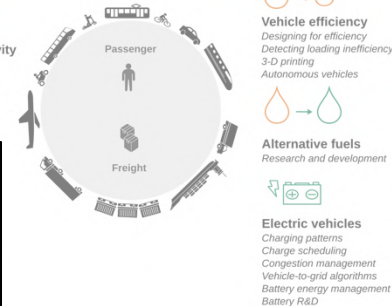 vity
Passenger
Freight
Vehicle efficiency
Designing for efficiency
Detecting loading inefficiency
3-D printing
Autonomous vehicles
Alternative fuels
Research and development
Electric vehicles
Charging patterns
Charge scheduling
Congestion management
Vehicle-to-grid algorithms
Battery energy management
Battery R&D